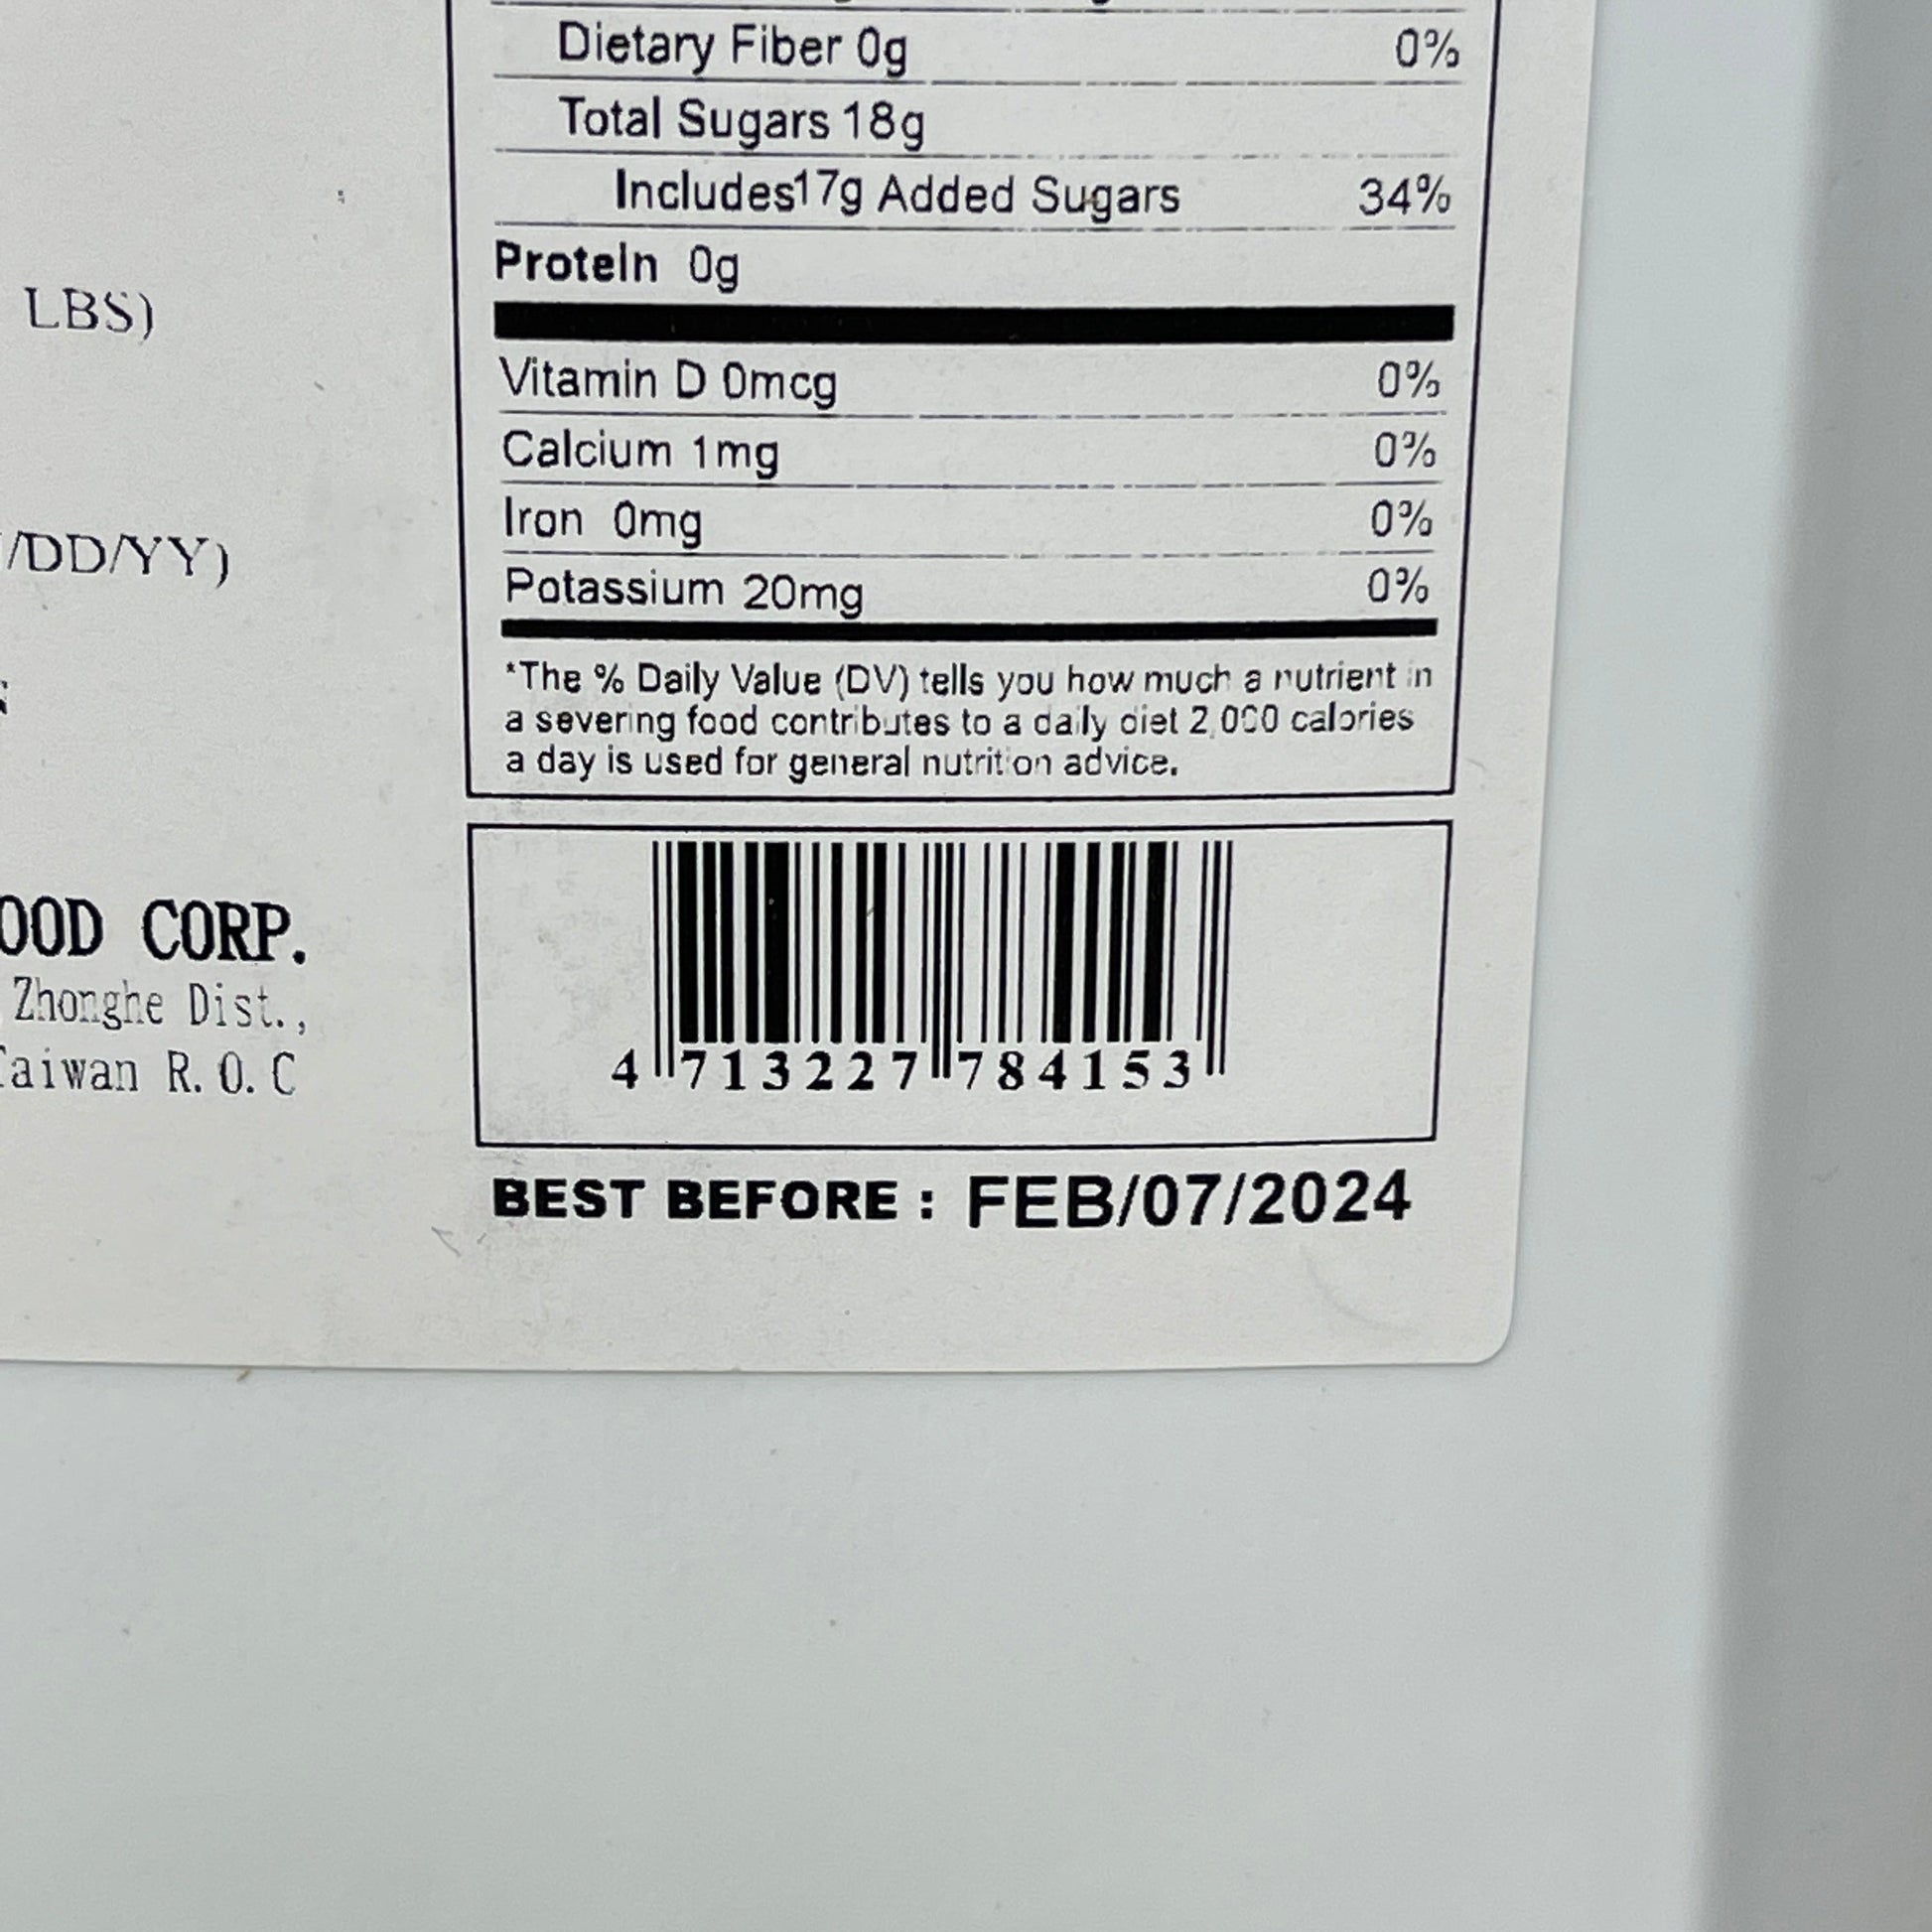 Dietary Fiber 0g 0%
Total Sugars 18g
Includes17g Added Sugars 34%
Protein 0g
LBS)
Vitamin D 0mcg 0%
Calcium 1mg 0%
Iron 0mg 0%
/DD/YY)
Potassium 20mg 0%
*The % Daily Value (DV) tells you how much a nutrient in
a severing food contributes to a daily diet 2,000 calories
a day is used for general nutrition advice.
OOD CORP.
Zhonghe Dist.,
Taiwan R.O.C
4 713227 784153
BEST BEFORE : FEB/07/2024